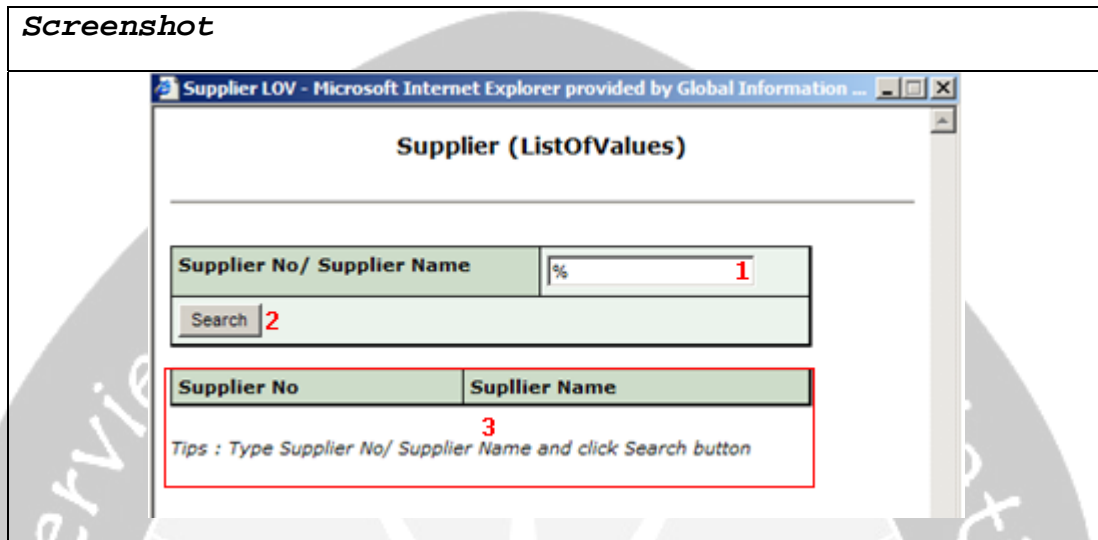 Screenshot
Supplier LOV - Microsoft Internet Explorer provided by Global Information ...
Supplier (ListOfValues)
Supplier No/ Supplier Name
% 1
Search 2
Supplier No Supllier Name
3
Tips : Type Supplier No/ Supplier Name and click Search button